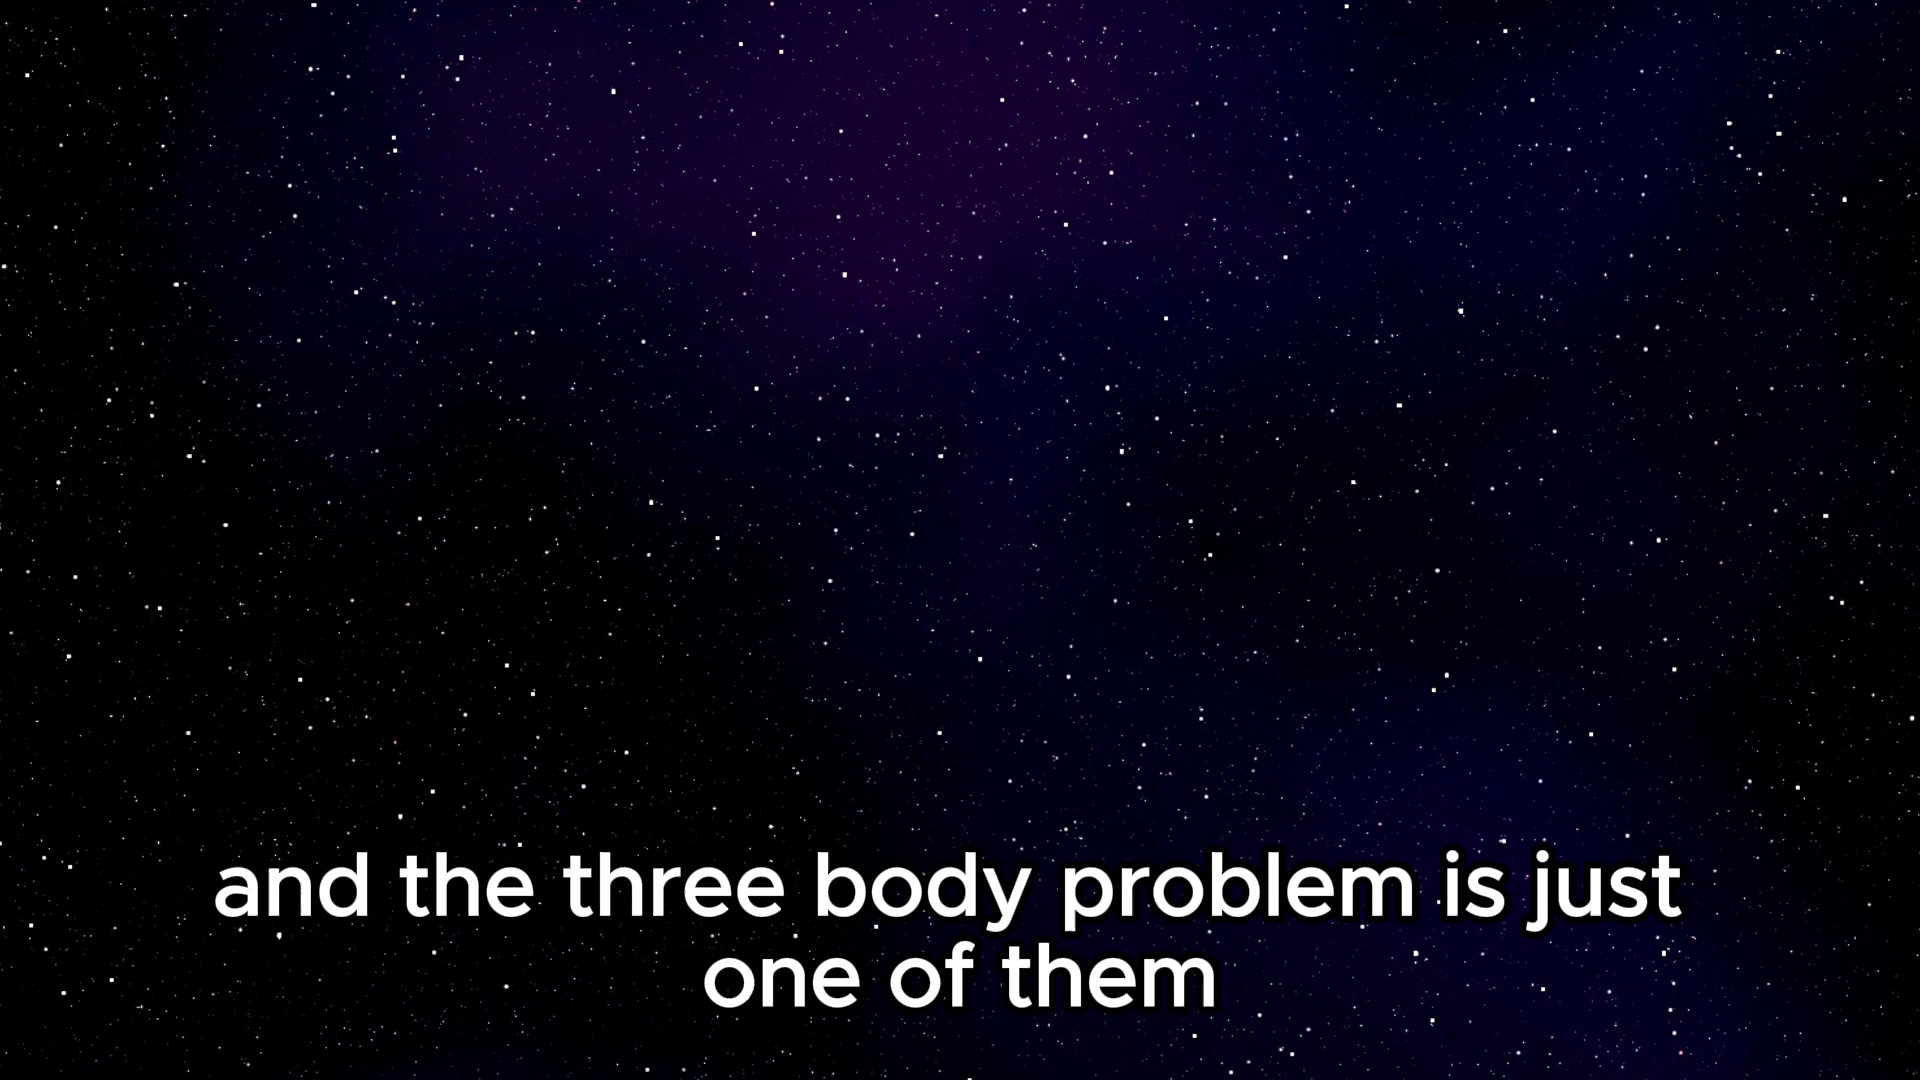 and the three body problem is just
one of them